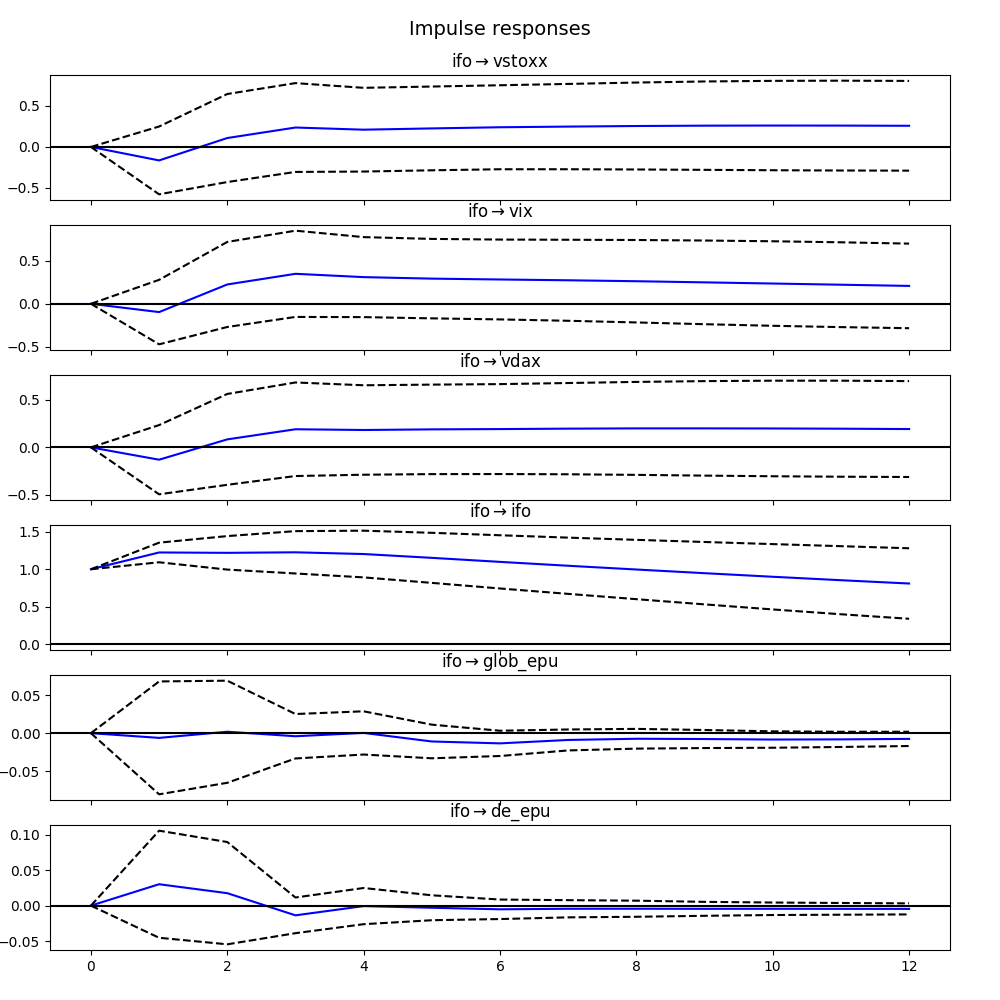 Impulse responses
ifo → vstoxx
0.5
0.0
−0.5
ifo → vix
0.5
0.0
−0.5
ifo → vdax
0.5
0.0
−0.5
ifo → ifo
1.5
1.0
0.5
0.0
ifo → glob_epu
0.05
0.00
−0.05
ifo → de_epu
0.10
0.05
0.00
−0.05
0 2 4 6 8 10 12